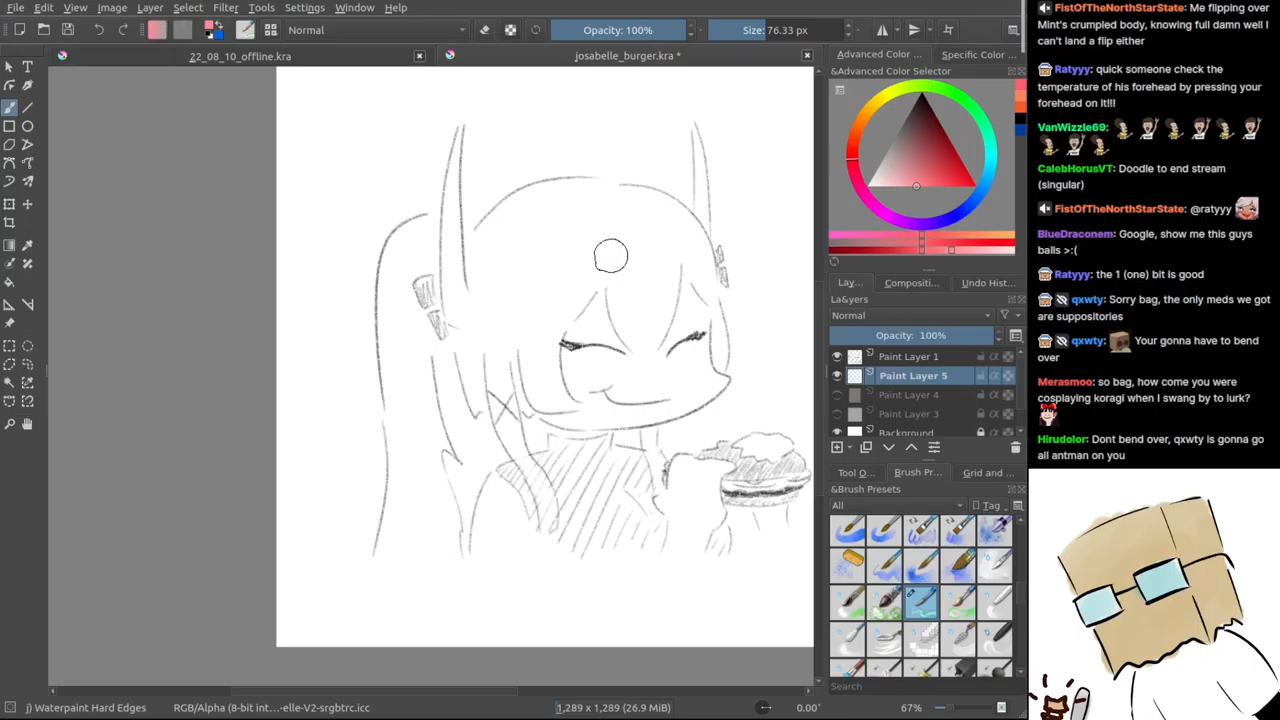 File Edit View Image Layer Select Filter Tools Settings Window Help
Normal Opacity: 100% Size: 76.33 px
22_08_10_offline.kra josabelle_burger.kra *
Advanced Color ... Specific Color ...
&Advanced Color Selector
Lay... Compositi... Undo Hist...
La&yers
Normal
Opacity: 100%
Paint Layer 1
Paint Layer 5
Paint Layer 4
Paint Layer 3
Background
Tool O... Brush Pr... Grid and ...
&Brush Presets
All Tag
Search
j) Waterpaint Hard Edges RGB/Alpha (8-bit int...-elle-V2-srgbtrc.icc 1,289 x 1,289 (26.9 MiB) 0.00° 67%
FistOfTheNorthStarState: Me flipping over
Mint's crumpled body, knowing full damn well I
can't land a flip either
Ratyyy: quick someone check the
temperature of his forehead by pressing your
forehead on it!!!
VanWizzle69:
CalebHorusVT: Doodle to end stream
(singular)
FistOfTheNorthStarState: @ratyyy
BlueDraconem: Google, show me this guys
balls >:(
Ratyyy: the 1 (one) bit is good
qxwty: Sorry bag, the only meds we got
are suppositories
qxwty: Your gonna have to bend
over
Merasmoo: so bag, how come you were
cosplaying koragi when I swang by to lurk?
Hirudolor: Dont bend over, qxwty is gonna go
all antman on you